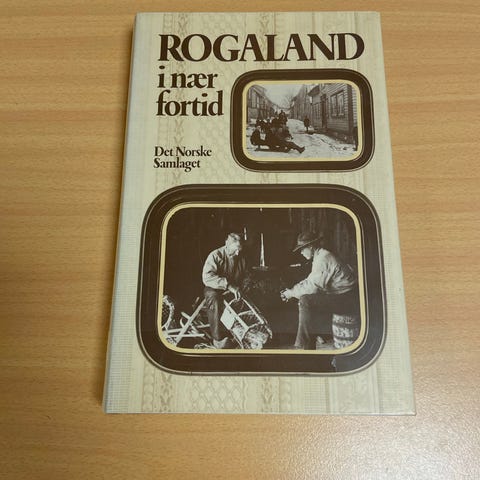 ROGALAND
i nær
fortid
Det Norske
Samlaget